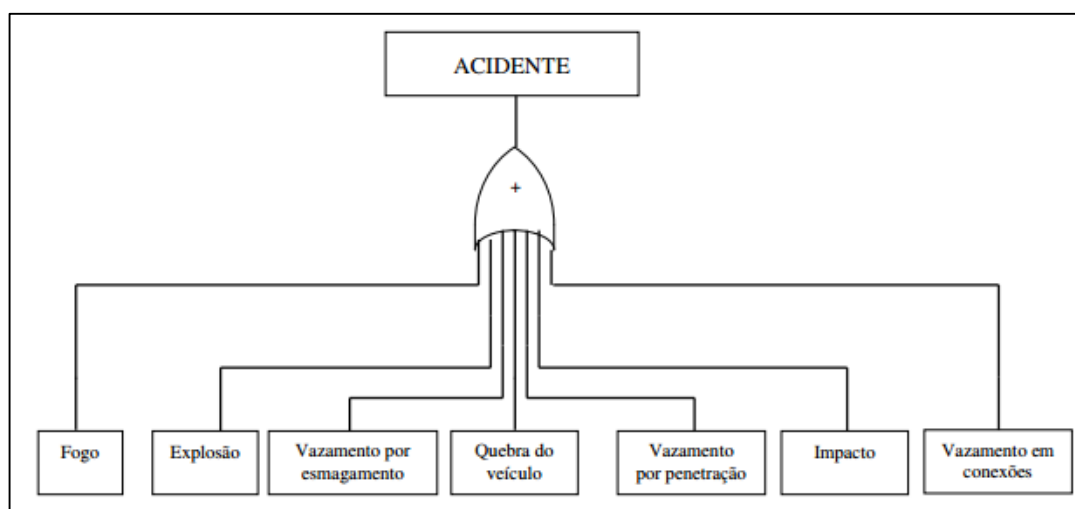 ACIDENTE
+
Fogo
Explosão
Vazamento por
esmagamento
Quebra do
veículo
Vazamento
por penetração
Impacto
Vazamento em
conexões